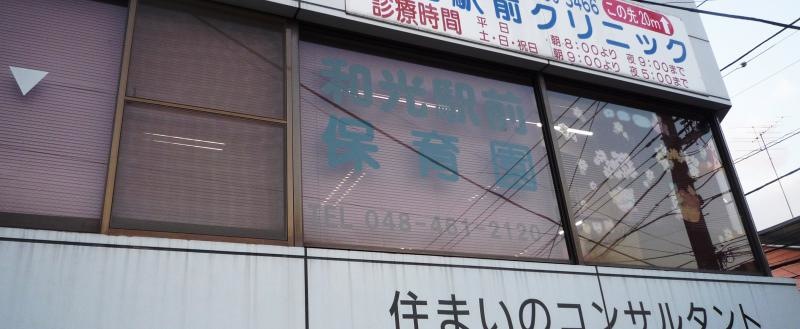 3466 この先20m
駅前クリニック
診療時間 平日 朝8:00より 夜9:00まで
土・日・祝日 朝9:00より 夜5:00まで
和光駅前
保育園
TEL 048-461-2120
住まいのコンサルタント